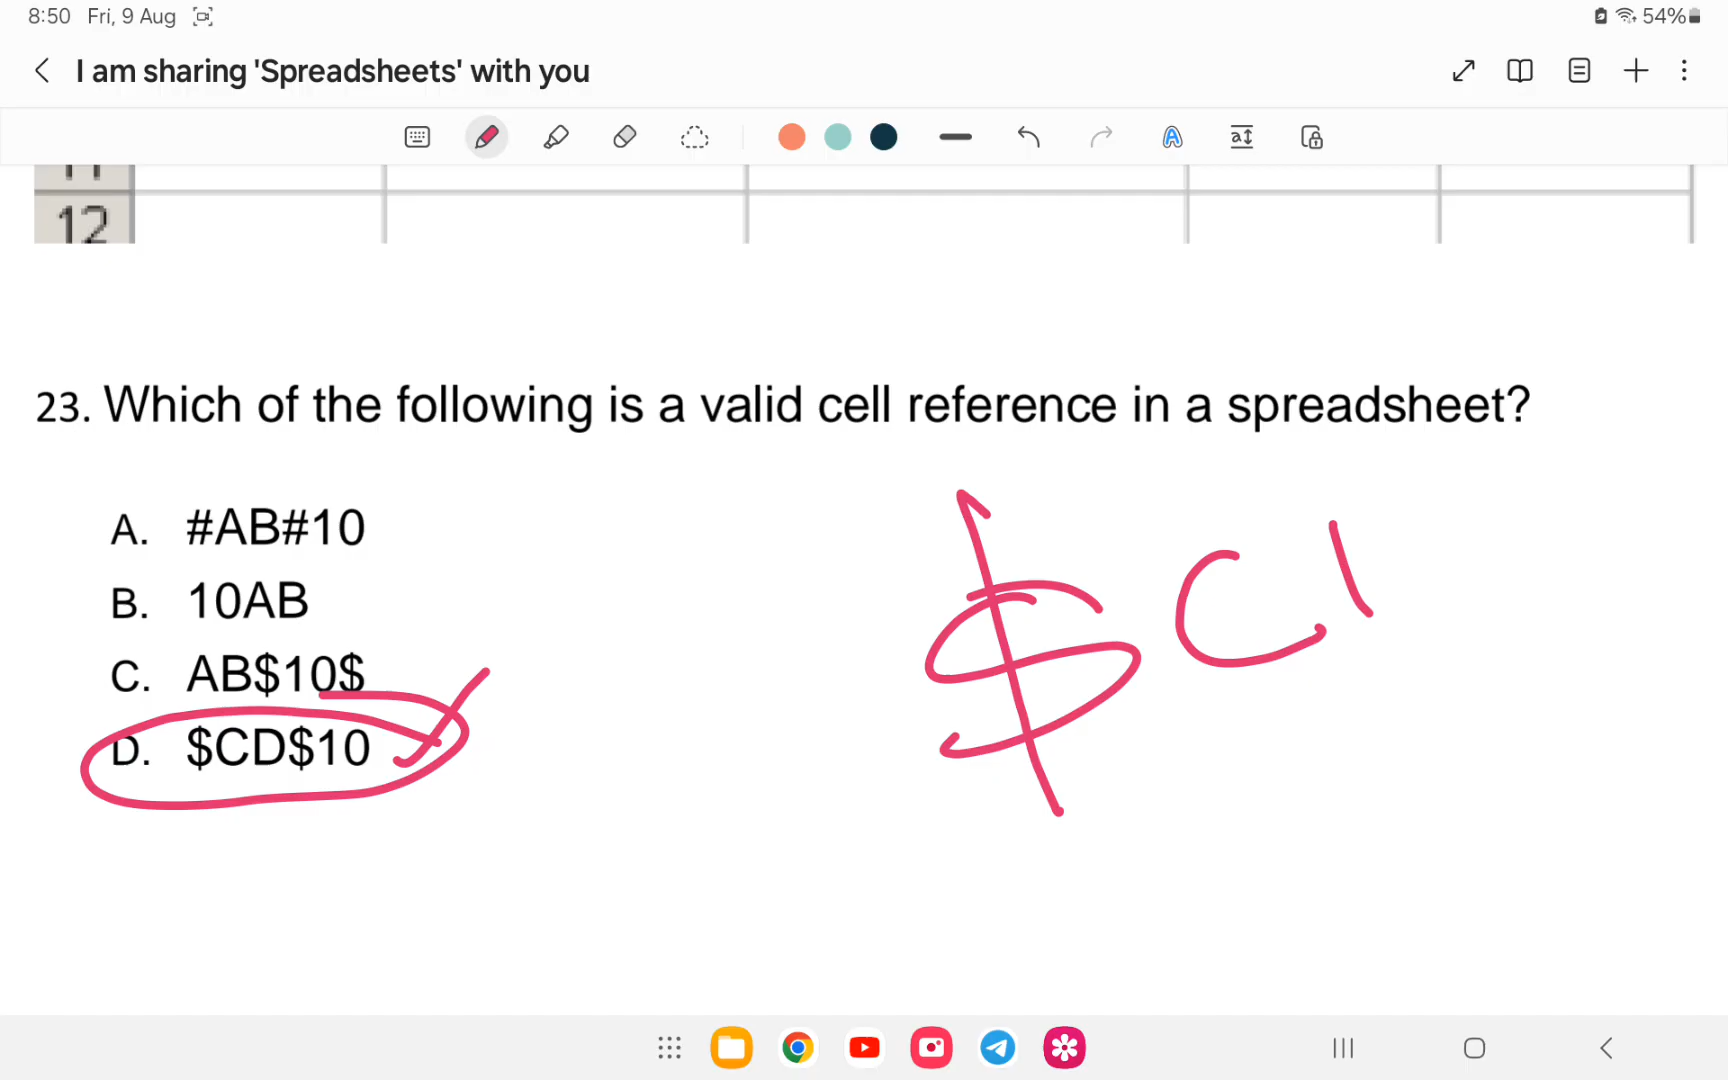 8:50 Fri, 9 Aug 54%
I am sharing 'Spreadsheets' with you
12
23. Which of the following is a valid cell reference in a spreadsheet?
A. #AB#10
B. 10AB
C. AB$10$
D. $CD$10
$C